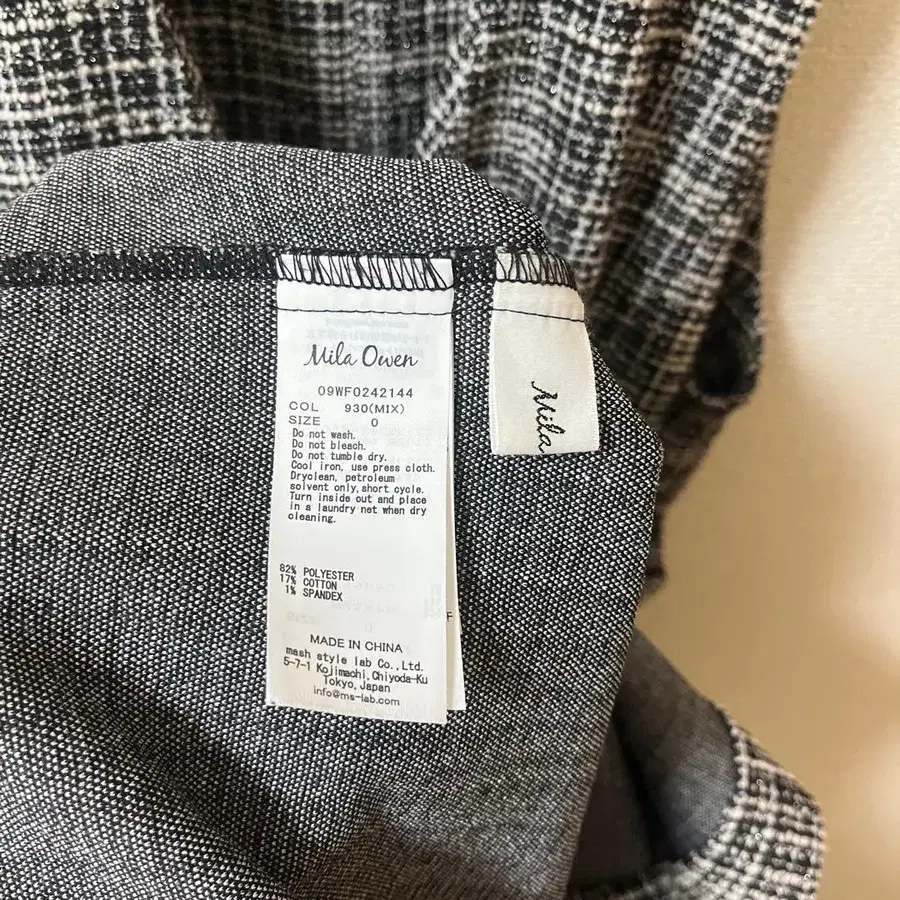 Mila Owen
09WF0242144
COL 930(MIX)
SIZE 0
Do not wash.
Do not bleach.
Do not tumble dry.
Cool iron, use press cloth.
Dryclean, petroleum
solvent only,short cycle.
Turn inside out and place
in a laundry net when dry
cleaning.
82% POLYESTER
17% COTTON
1% SPANDEX
MADE IN CHINA
mash style lab Co.,Ltd.
5-7-1 Kojimachi,Chiyoda-Ku
Tokyo,Japan
info@ms-lab.com
F
Mila